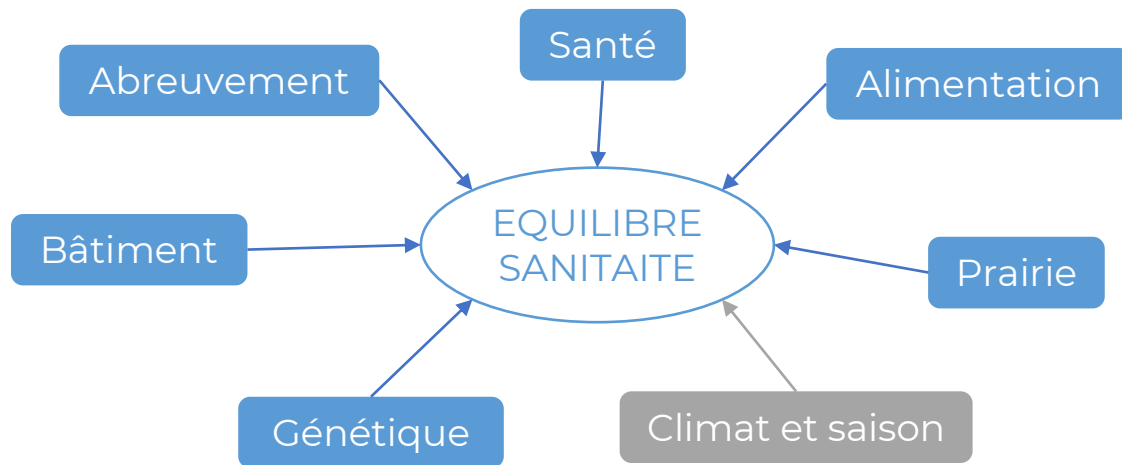 Santé
Abreuvement
Alimentation
EQUILIBRE
SANITAITE
Bâtiment
Prairie
Génétique
Climat et saison